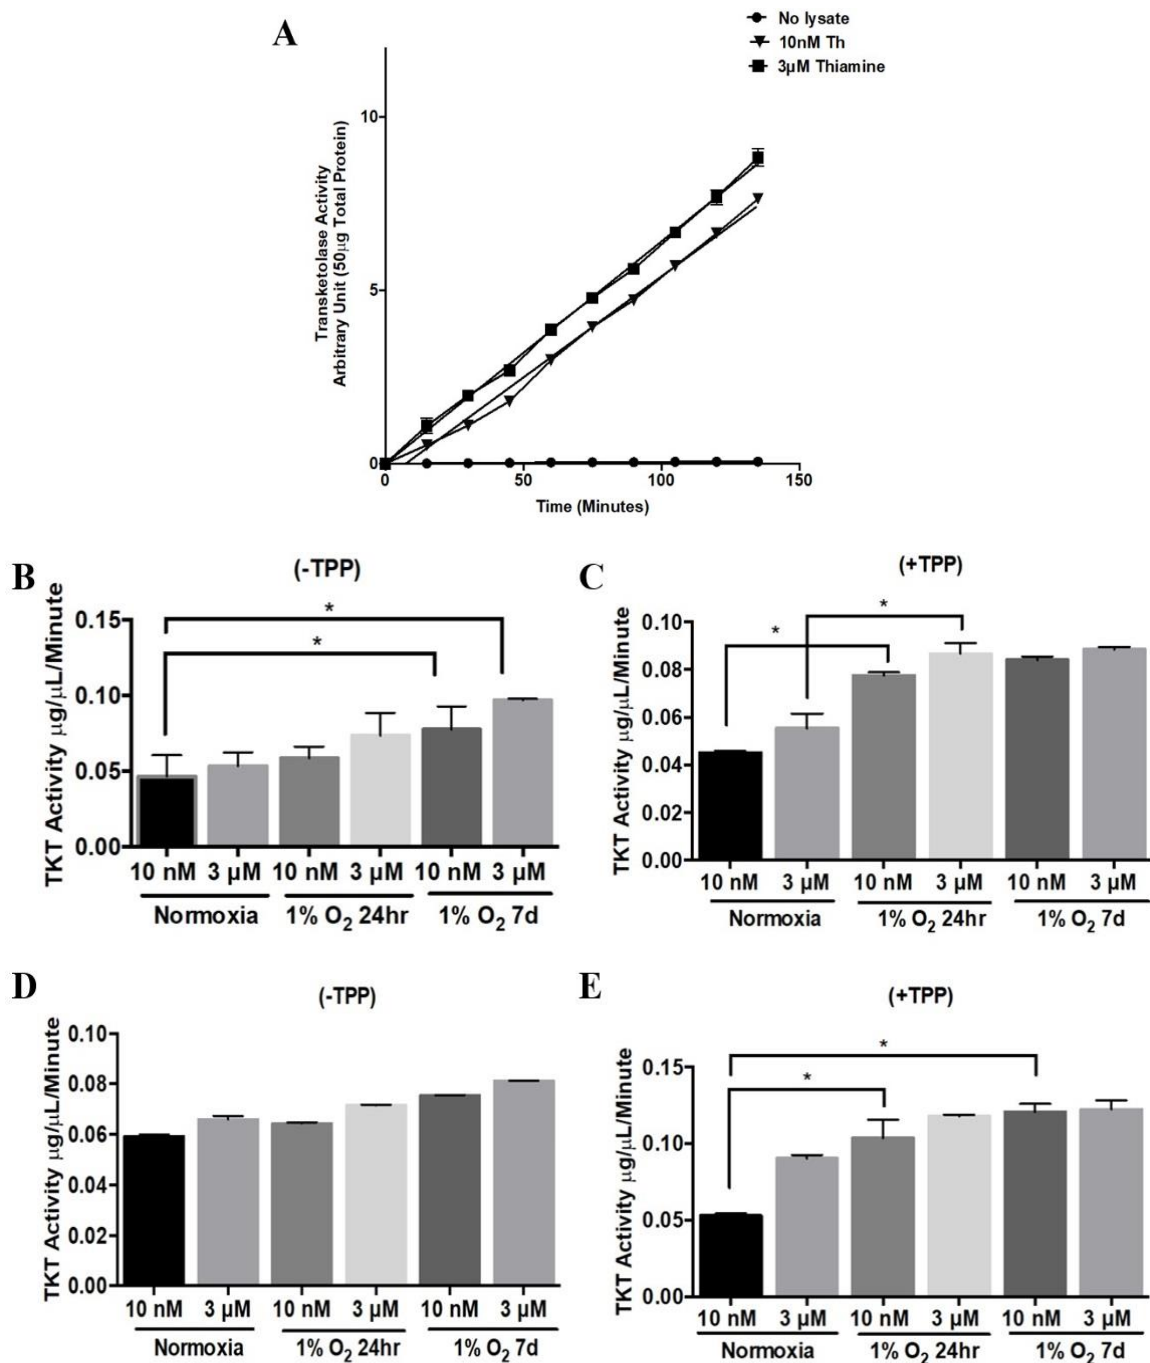 A
No lysate
10nM Th
3µM Thiamine
Transketolase Activity
Arbitrary Unit (50µg Total Protein)
10
5
0
0 50 100 150
Time (Minutes)
B
(-TPP)
TKT Activity µg/µL/Minute
0.15
0.10
0.05
0.00
*
*
10 nM 3 µM 10 nM 3 µM 10 nM 3 µM
Normoxia 1% O2 24hr 1% O2 7d
C
(+TPP)
TKT Activity µg/µL/Minute
0.10
0.08
0.06
0.04
0.02
0.00
*
*
10 nM 3 µM 10 nM 3 µM 10 nM 3 µM
Normoxia 1% O2 24hr 1% O2 7d
D
(-TPP)
TKT Activity µg/µL/Minute
0.10
0.08
0.06
0.04
0.02
0.00
10 nM 3 µM 10 nM 3 µM 10 nM 3 µM
Normoxia 1% O2 24hr 1% O2 7d
E
(+TPP)
TKT Activity µg/µL/Minute
0.15
0.10
0.05
0.00
*
*
10 nM 3 µM 10 nM 3 µM 10 nM 3 µM
Normoxia 1% O2 24hr 1% O2 7d